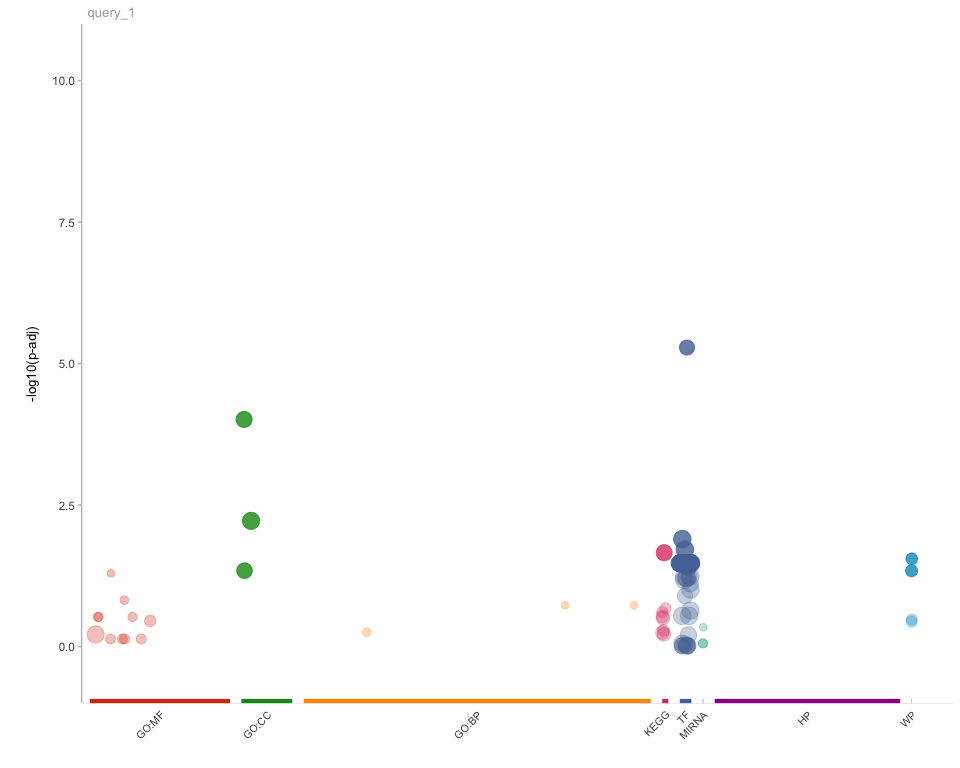 query_1
10.0
7.5
5.0
2.5
0.0
-log10(p-adj)
GO:MF
GO:CC
GO:BP
KEGG
TF
MIRNA
HP
WP